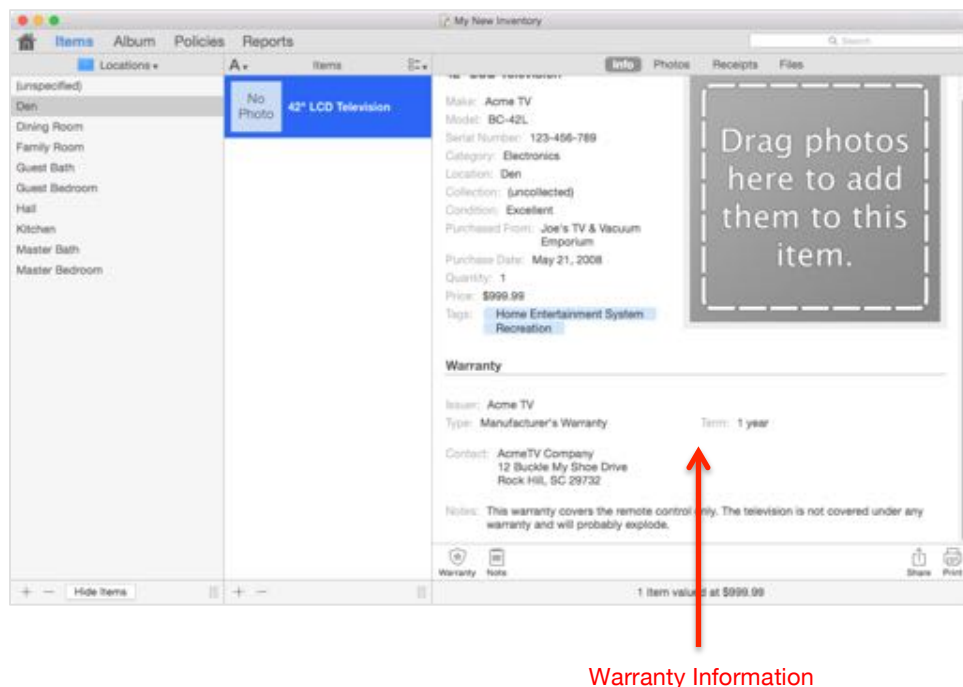 My New Inventory
Items Album Policies Reports
Search
Locations
A
Items
Info Photos Receipts Files
(unspecified)
Den
Dining Room
Family Room
Guest Bath
Guest Bedroom
Hall
Kitchen
Master Bath
Master Bedroom
No
Photo
42" LCD Television
42" LCD Television
Make: Acme TV
Model: BC-42L
Serial Number: 123-456-789
Category: Electronics
Location: Den
Collection: (uncollected)
Condition: Excellent
Purchased From: Joe's TV & Vacuum
Emporium
Purchase Date: May 21, 2008
Quantity: 1
Price: $999.99
Tags: Home Entertainment System
Recreation
Drag photos
here to add
them to this
item.
Warranty
Issuer: Acme TV
Type: Manufacturer's Warranty Term: 1 year
Contact: AcmeTV Company
12 Buckle My Shoe Drive
Rock Hill, SC 29732
Notes: This warranty covers the remote control only. The television is not covered under any
warranty and will probably explode.
Warranty Note Share Print
+ − Hide Items + − 1 item valued at $999.99
Warranty Information